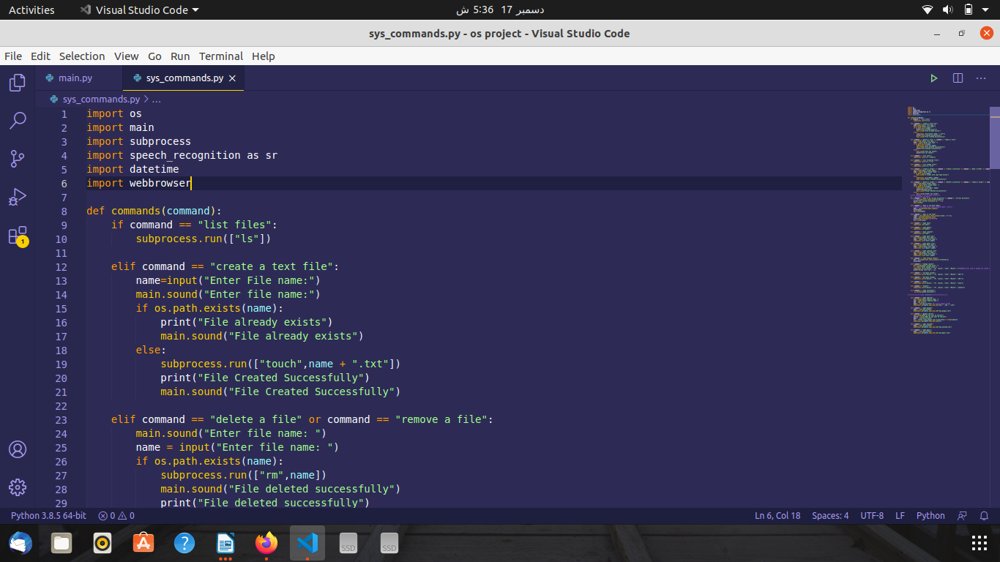 Activities Visual Studio Code دسمبر 17 5:36 ش
sys_commands.py - os project - Visual Studio Code
File Edit Selection View Go Run Terminal Help
main.py sys_commands.py
sys_commands.py > ...
1 import os
2 import main
3 import subprocess
4 import speech_recognition as sr
5 import datetime
6 import webbrowser
7
8 def commands(command):
9     if command == "list files":
10         subprocess.run(["ls"])
11
12     elif command == "create a text file":
13         name=input("Enter File name:")
14         main.sound("Enter file name:")
15         if os.path.exists(name):
16             print("File already exists")
17             main.sound("File already exists")
18         else:
19             subprocess.run(["touch",name + ".txt"])
20             print("File Created Successfully")
21             main.sound("File Created Successfully")
22
23     elif command == "delete a file" or command == "remove a file":
24         main.sound("Enter file name: ")
25         name = input("Enter file name: ")
26         if os.path.exists(name):
27             subprocess.run(["rm",name])
28             main.sound("File deleted successfully")
29             print("File deleted successfully")
1
Python 3.8.5 64-bit 0 0 Ln 6, Col 18 Spaces: 4 UTF-8 LF Python
SSD SSD